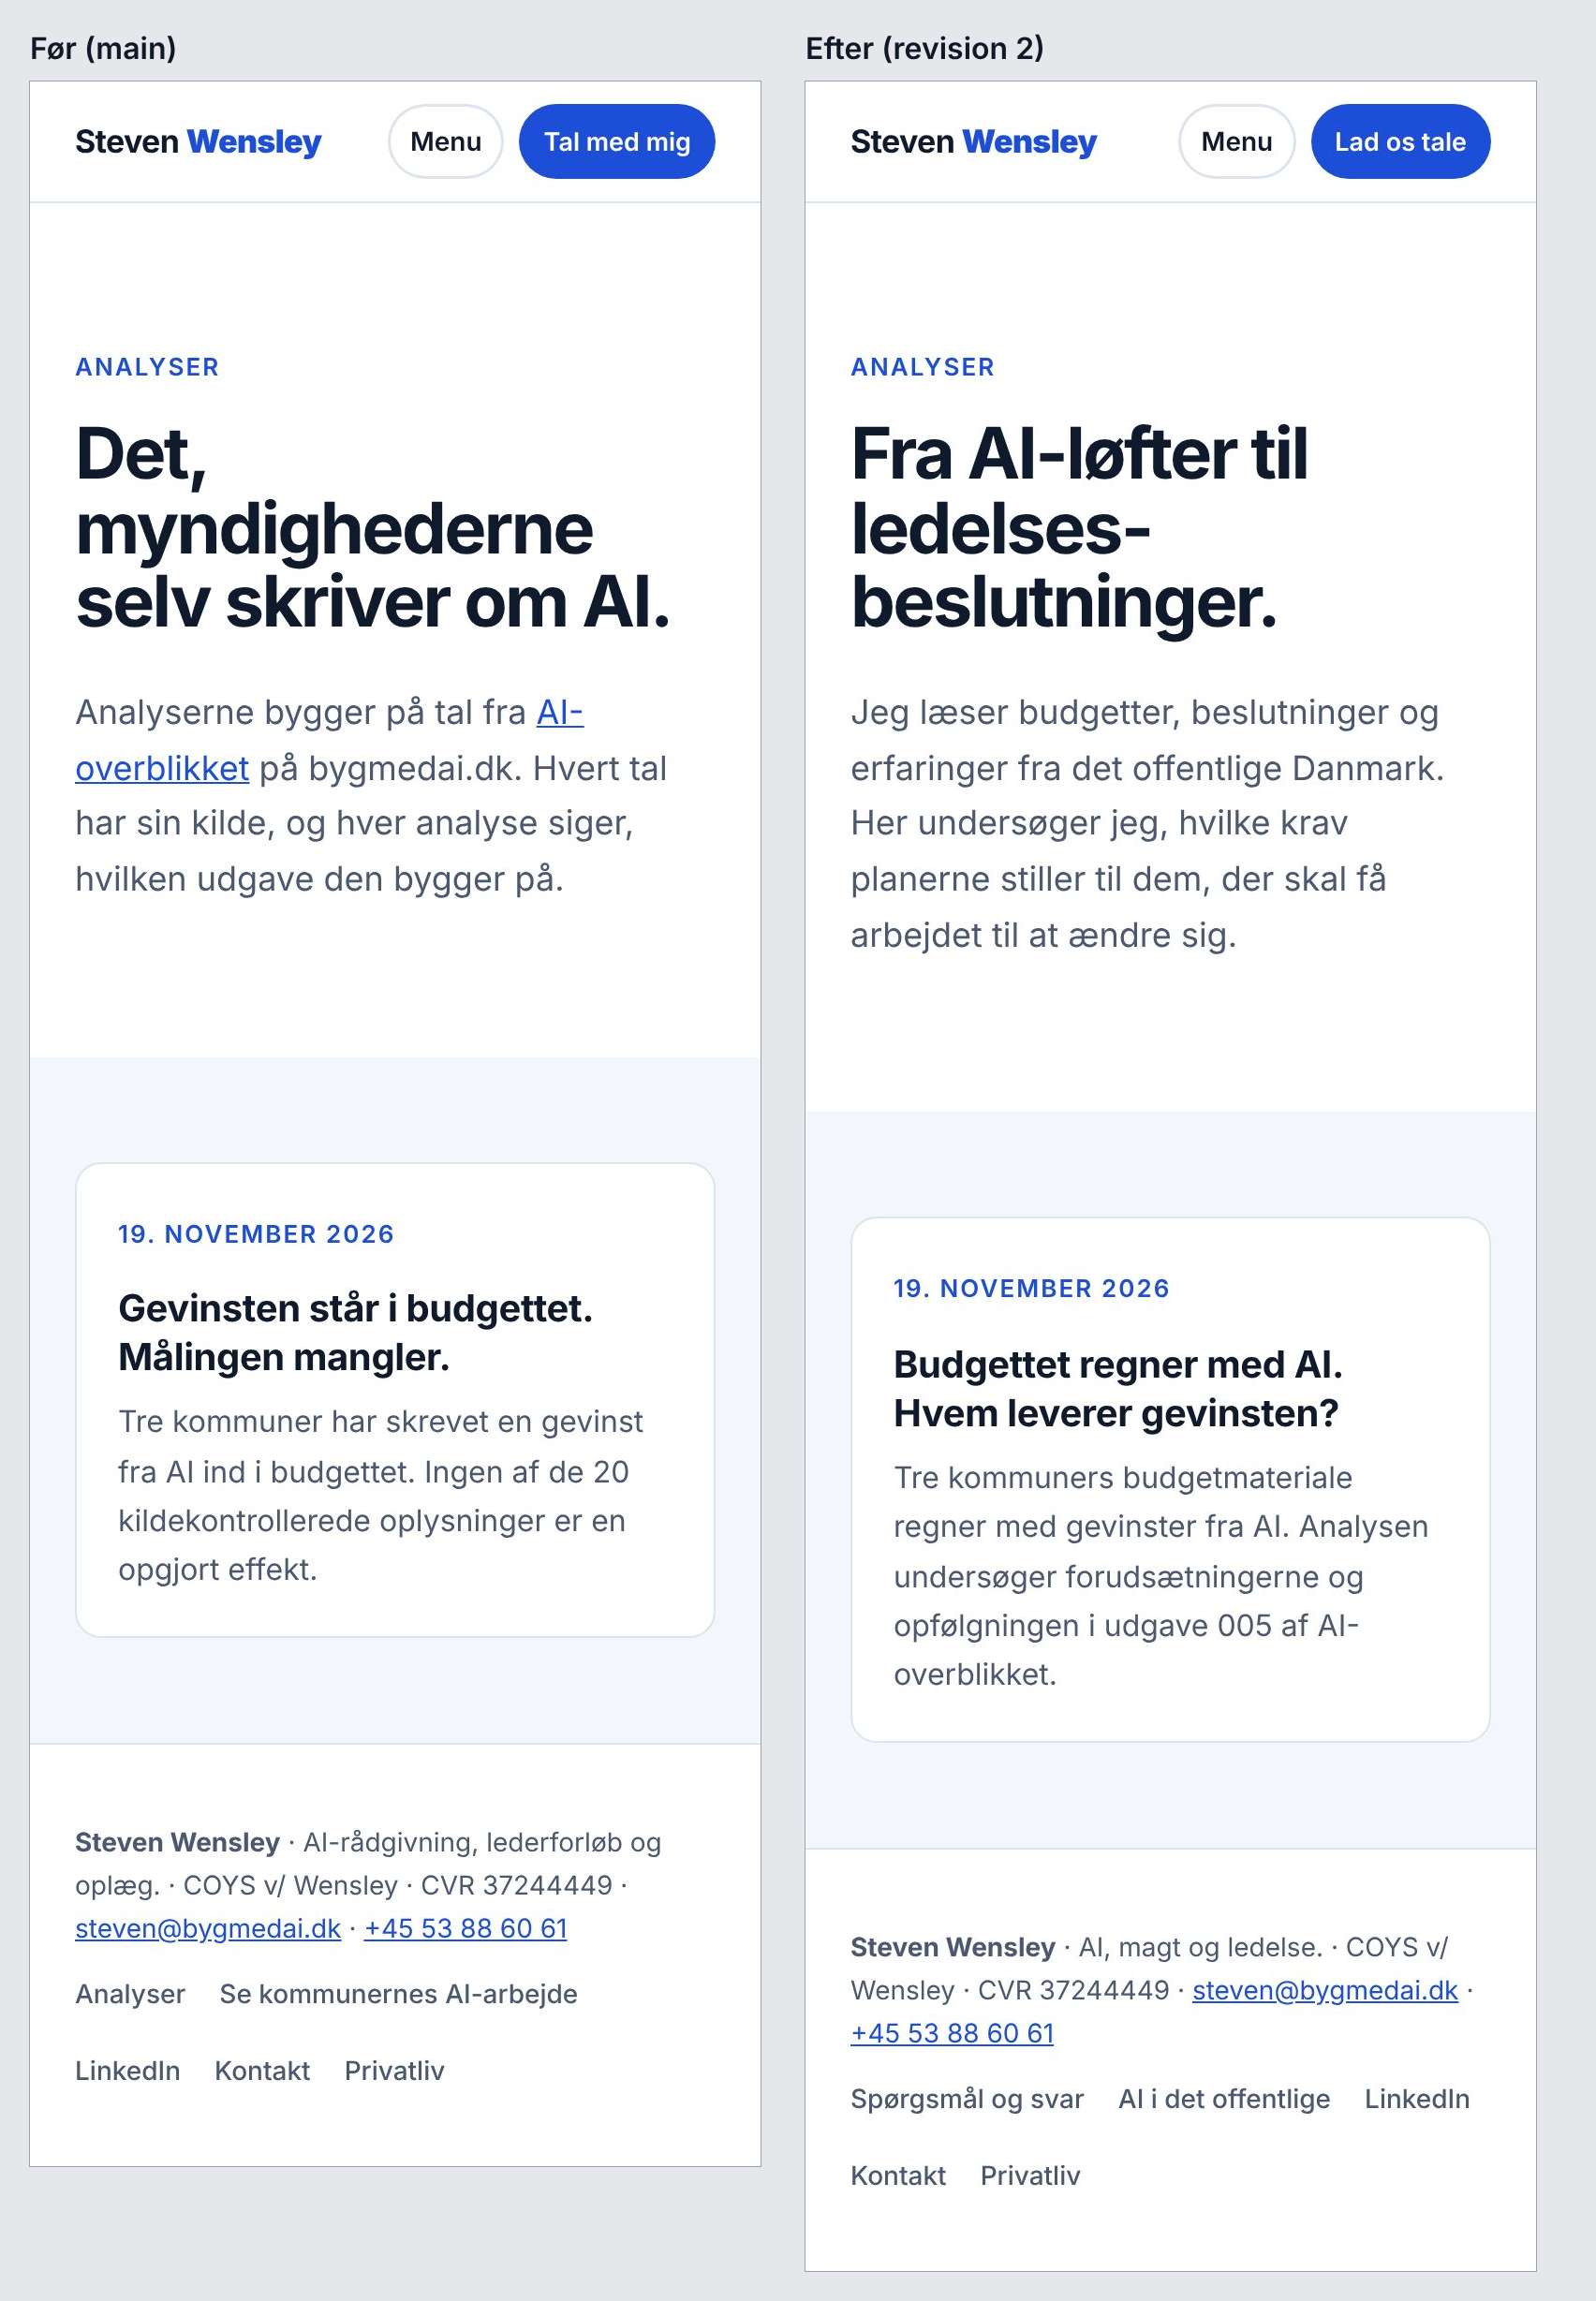 Før (main)
Steven Wensley
Menu
Tal med mig
ANALYSER
Det,
myndighederne
selv skriver om AI.
Analyserne bygger på tal fra AI-
overblikket på bygmedai.dk. Hvert tal
har sin kilde, og hver analyse siger,
hvilken udgave den bygger på.
19. NOVEMBER 2026
Gevinsten står i budgettet.
Målingen mangler.
Tre kommuner har skrevet en gevinst
fra AI ind i budgettet. Ingen af de 20
kildekontrollerede oplysninger er en
opgjort effekt.
Steven Wensley · AI-rådgivning, lederforløb og
oplæg. · COYS v/ Wensley · CVR 37244449 ·
steven@bygmedai.dk · +45 53 88 60 61
Analyser Se kommunernes AI-arbejde
LinkedIn Kontakt Privatliv
Efter (revision 2)
Steven Wensley
Menu
Lad os tale
ANALYSER
Fra AI-løfter til
ledelses-
beslutninger.
Jeg læser budgetter, beslutninger og
erfaringer fra det offentlige Danmark.
Her undersøger jeg, hvilke krav
planerne stiller til dem, der skal få
arbejdet til at ændre sig.
19. NOVEMBER 2026
Budgettet regner med AI.
Hvem leverer gevinsten?
Tre kommuners budgetmateriale
regner med gevinster fra AI. Analysen
undersøger forudsætningerne og
opfølgningen i udgave 005 af AI-
overblikket.
Steven Wensley · AI, magt og ledelse. · COYS v/
Wensley · CVR 37244449 · steven@bygmedai.dk ·
+45 53 88 60 61
Spørgsmål og svar AI i det offentlige LinkedIn
Kontakt Privatliv